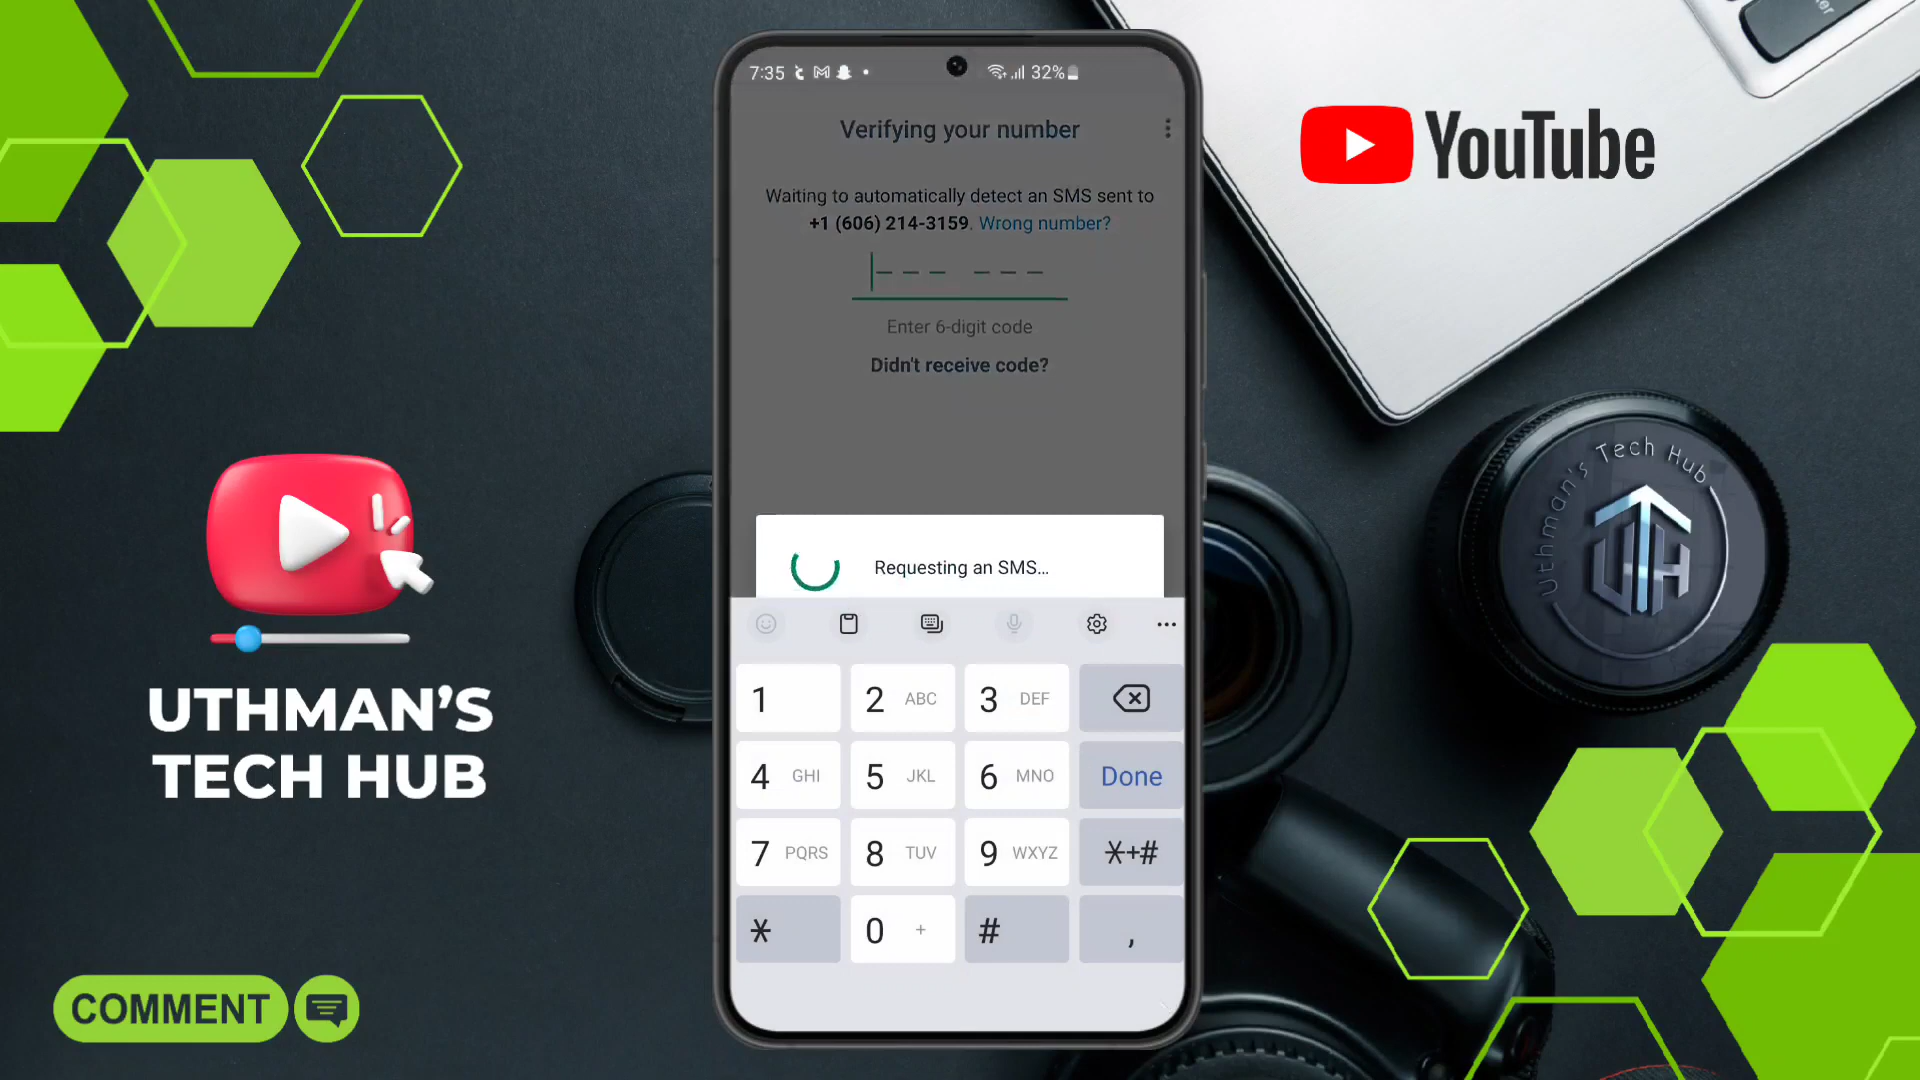 7:35
32%
Verifying your number
Waiting to automatically detect an SMS sent to
+1 (606) 214-3159. Wrong number?
Enter 6-digit code
Didn't receive code?
Requesting an SMS...
1
2 ABC
3 DEF
4 GHI
5 JKL
6 MNO
Done
7 PQRS
8 TUV
9 WXYZ
*+#
*
0 +
#
,
YouTube
Uthman's Tech Hub
UTH
UTHMAN'S
TECH HUB
COMMENT